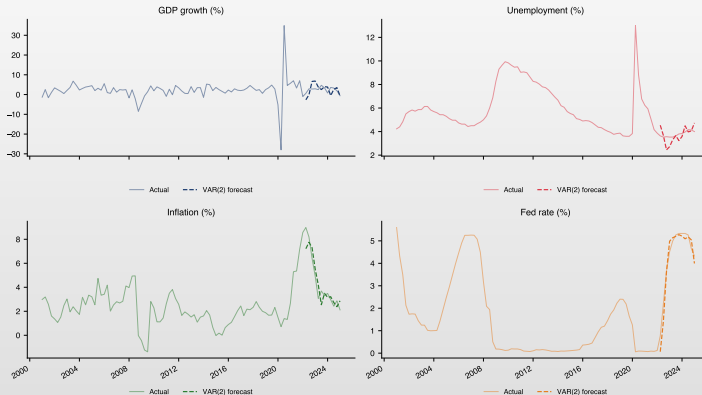 GDP growth (%)
30
20
10
0
−10
−20
−30
Actual VAR(2) forecast
Unemployment (%)
12
10
8
6
4
2
Actual VAR(2) forecast
Inflation (%)
8
6
4
2
0
2000 2004 2008 2012 2016 2020 2024
Actual VAR(2) forecast
Fed rate (%)
5
4
3
2
1
0
2000 2004 2008 2012 2016 2020 2024
Actual VAR(2) forecast